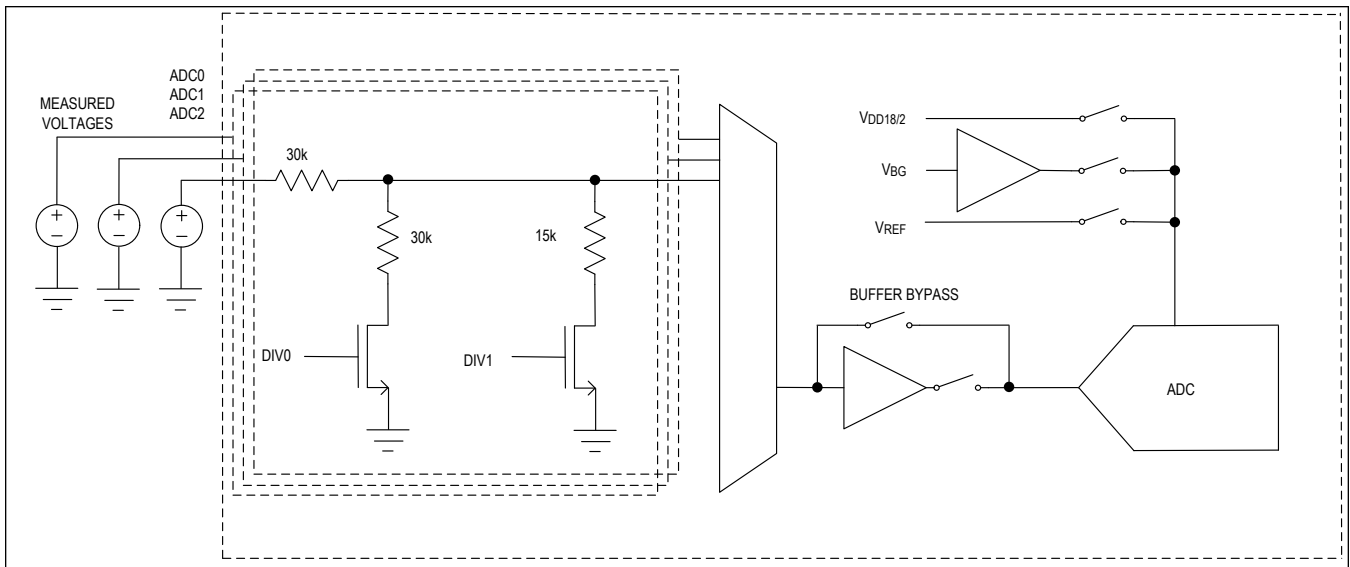 ADC0
ADC1
ADC2
MEASURED
VOLTAGES
30k
30k
15k
DIV0
DIV1
VDD18/2
VBG
VREF
BUFFER BYPASS
ADC